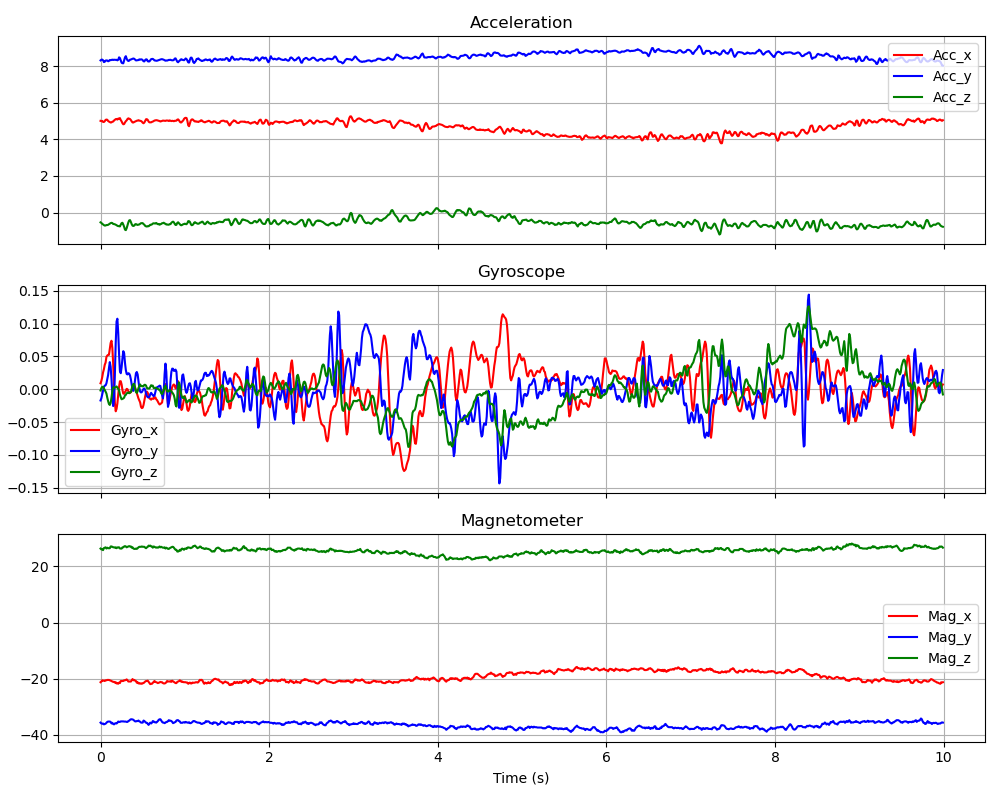 Acceleration
8
6
4
2
0
Acc_x
Acc_y
Acc_z
Gyroscope
0.15
0.10
0.05
0.00
−0.05
−0.10
−0.15
Gyro_x
Gyro_y
Gyro_z
Magnetometer
20
0
−20
−40
Mag_x
Mag_y
Mag_z
0 2 4 6 8 10
Time (s)